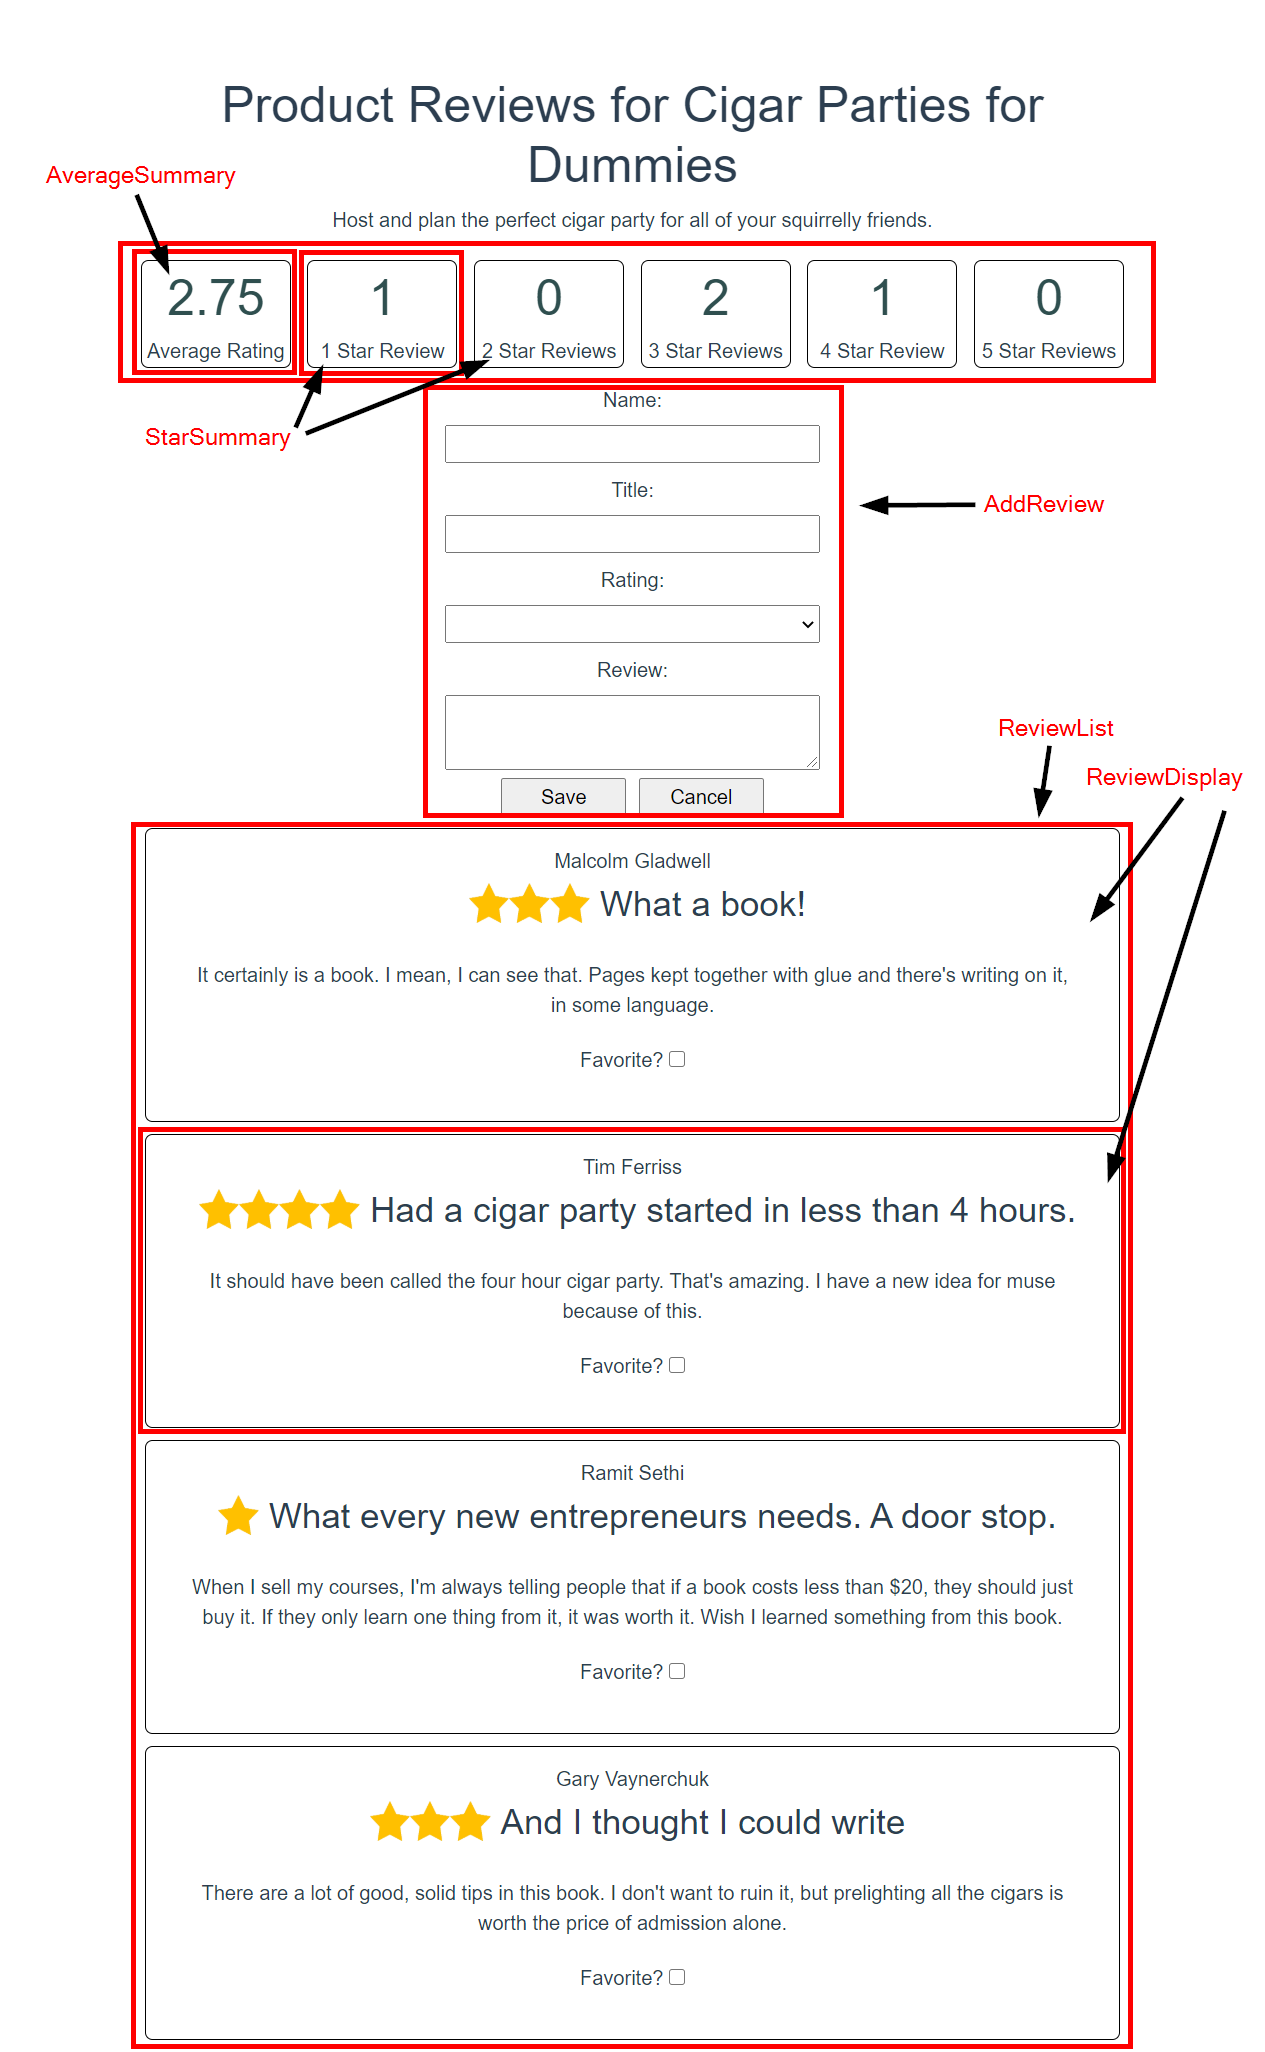 Product Reviews for Cigar Parties for
Dummies
AverageSummary
Host and plan the perfect cigar party for all of your squirrelly friends.
2.75
Average Rating
1
1 Star Review
0
2 Star Reviews
2
3 Star Reviews
1
4 Star Review
0
5 Star Reviews
StarSummary
Name:
Title:
AddReview
Rating:
Review:
Save
Cancel
ReviewList
ReviewDisplay
Malcolm Gladwell
What a book!
It certainly is a book. I mean, I can see that. Pages kept together with glue and there's writing on it,
in some language.
Favorite?
Tim Ferriss
Had a cigar party started in less than 4 hours.
It should have been called the four hour cigar party. That's amazing. I have a new idea for muse
because of this.
Favorite?
Ramit Sethi
What every new entrepreneurs needs. A door stop.
When I sell my courses, I'm always telling people that if a book costs less than $20, they should just
buy it. If they only learn one thing from it, it was worth it. Wish I learned something from this book.
Favorite?
Gary Vaynerchuk
And I thought I could write
There are a lot of good, solid tips in this book. I don't want to ruin it, but prelighting all the cigars is
worth the price of admission alone.
Favorite?